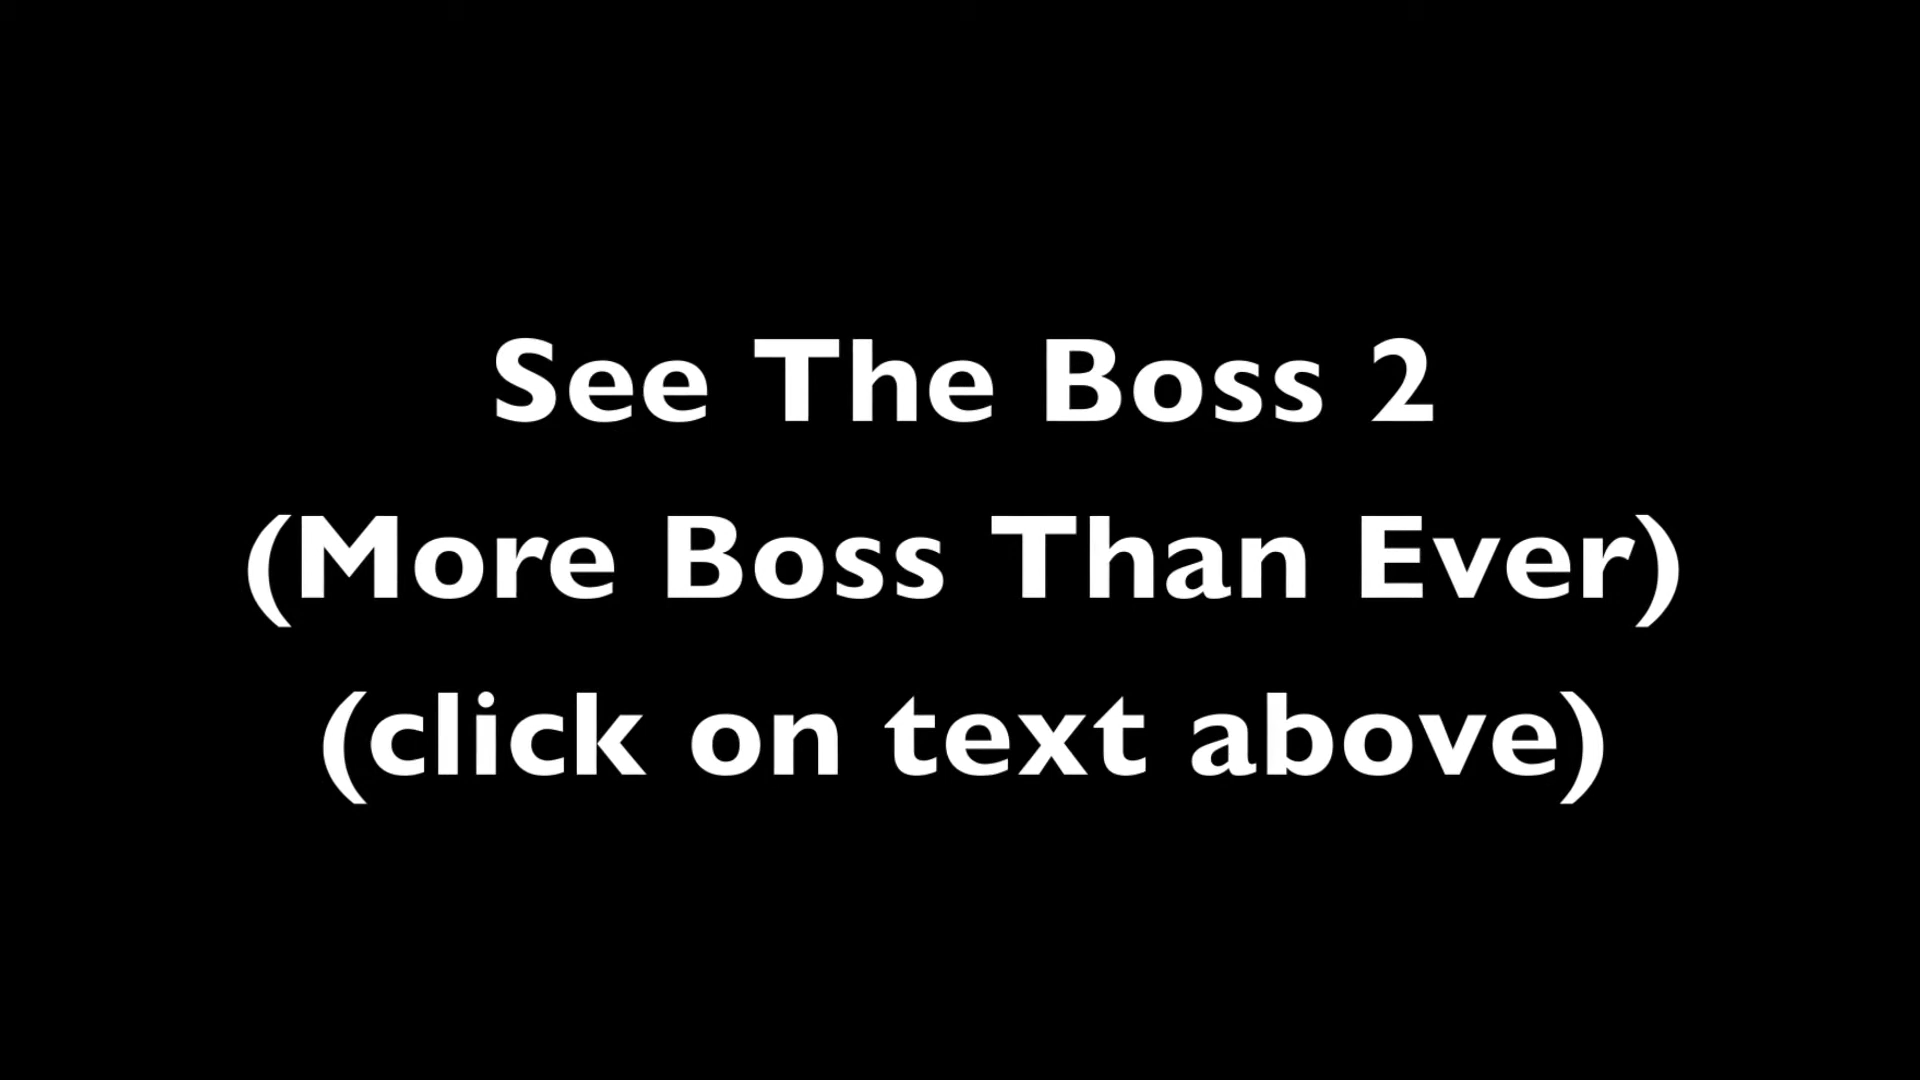 See The Boss 2
(More Boss Than Ever)
(click on text above)